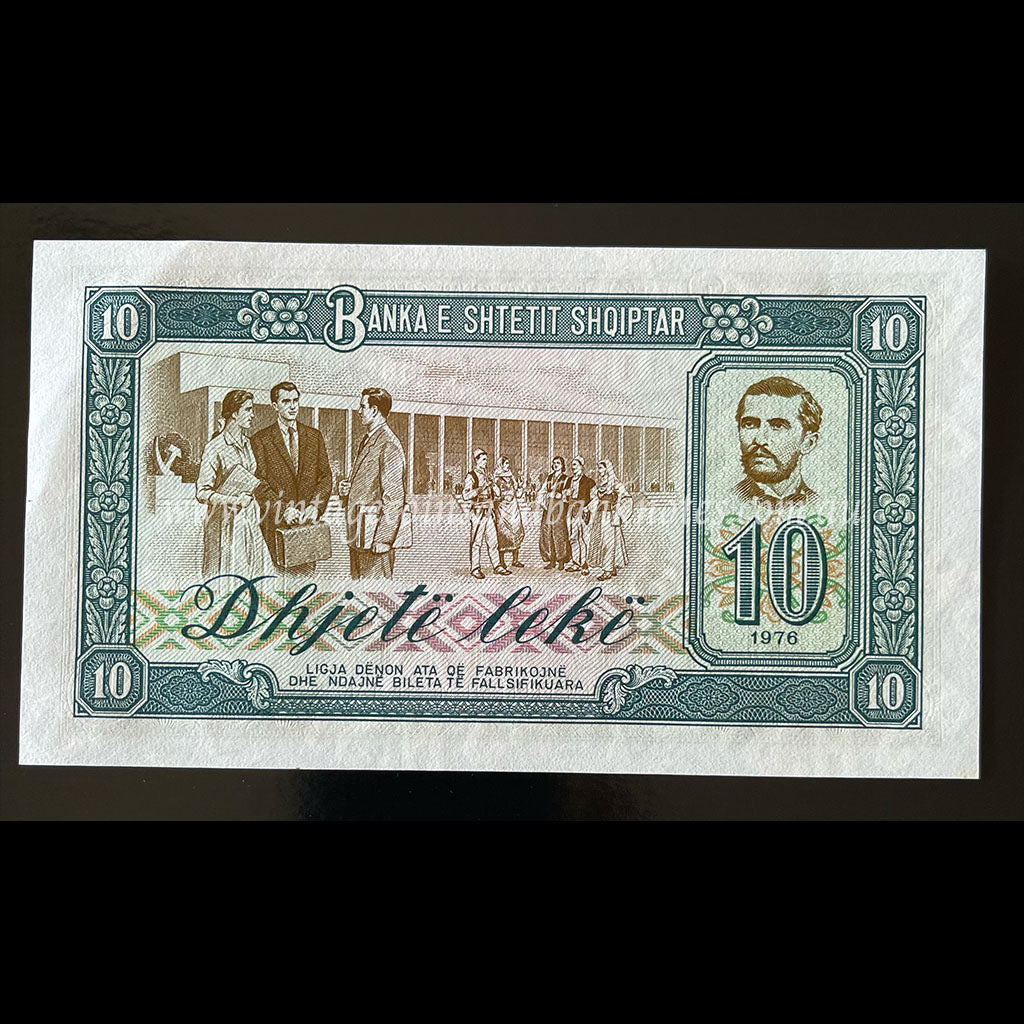 10
BANKA E SHTETIT SHQIPTAR
10
10
1976
Dhjetë lekë
LIGJA DËNON ATA QË FABRIKOJNË
DHE NDAJNË BILETA TË FALLSIFIKUARA
10
10